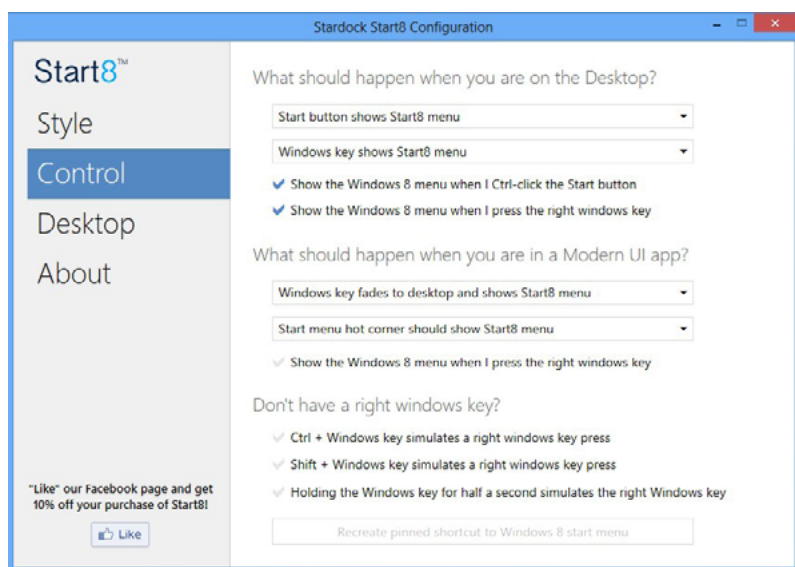 Stardock Start8 Configuration
Start8™
Style
Control
Desktop
About
"Like" our Facebook page and get
10% off your purchase of Start8!
Like
What should happen when you are on the Desktop?
Start button shows Start8 menu
Windows key shows Start8 menu
Show the Windows 8 menu when I Ctrl-click the Start button
Show the Windows 8 menu when I press the right windows key
What should happen when you are in a Modern UI app?
Windows key fades to desktop and shows Start8 menu
Start menu hot corner should show Start8 menu
Show the Windows 8 menu when I press the right windows key
Don't have a right windows key?
Ctrl + Windows key simulates a right windows key press
Shift + Windows key simulates a right windows key press
Holding the Windows key for half a second simulates the right Windows key
Recreate pinned shortcut to Windows 8 start menu